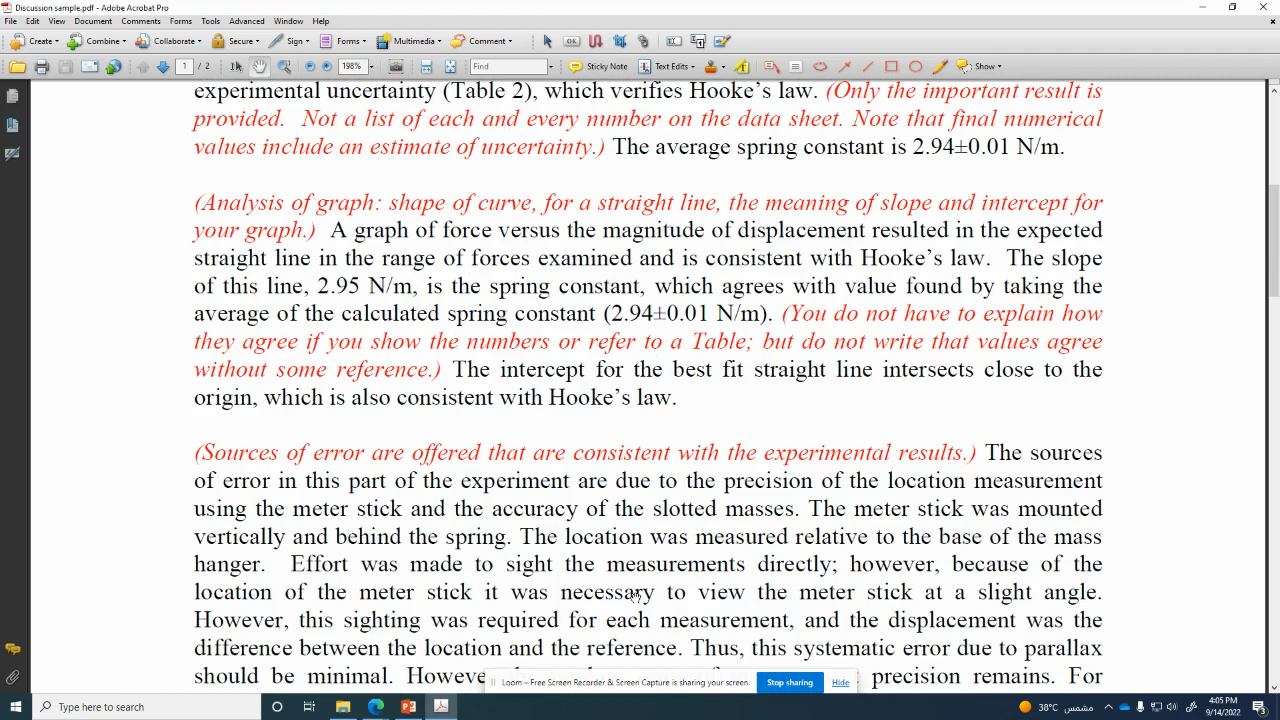 Discussion sample.pdf - Adobe Acrobat Pro
File Edit View Document Comments Forms Tools Advanced Window Help
Create Combine Collaborate Secure Sign Forms Multimedia Comment
1 / 2 198% Find Sticky Note Text Edits Show
experimental uncertainty (Table 2), which verifies Hooke’s law. (Only the important result is
provided. Not a list of each and every number on the data sheet. Note that final numerical
values include an estimate of uncertainty.) The average spring constant is 2.94±0.01 N/m.
(Analysis of graph: shape of curve, for a straight line, the meaning of slope and intercept for
your graph.) A graph of force versus the magnitude of displacement resulted in the expected
straight line in the range of forces examined and is consistent with Hooke’s law. The slope
of this line, 2.95 N/m, is the spring constant, which agrees with value found by taking the
average of the calculated spring constant (2.94±0.01 N/m). (You do not have to explain how
they agree if you show the numbers or refer to a Table; but do not write that values agree
without some reference.) The intercept for the best fit straight line intersects close to the
origin, which is also consistent with Hooke’s law.
(Sources of error are offered that are consistent with the experimental results.) The sources
of error in this part of the experiment are due to the precision of the location measurement
using the meter stick and the accuracy of the slotted masses. The meter stick was mounted
vertically and behind the spring. The location was measured relative to the base of the mass
hanger. Effort was made to sight the measurements directly; however, because of the
location of the meter stick it was necessary to view the meter stick at a slight angle.
However, this sighting was required for each measurement, and the displacement was the
difference between the location and the reference. Thus, this systematic error due to parallax
should be minimal. precision remains. For
Loom – Free Screen Recorder & Screen Capture is sharing your screen. Stop sharing Hide
Type here to search 38°C مشمس 4:05 PM
9/14/2022